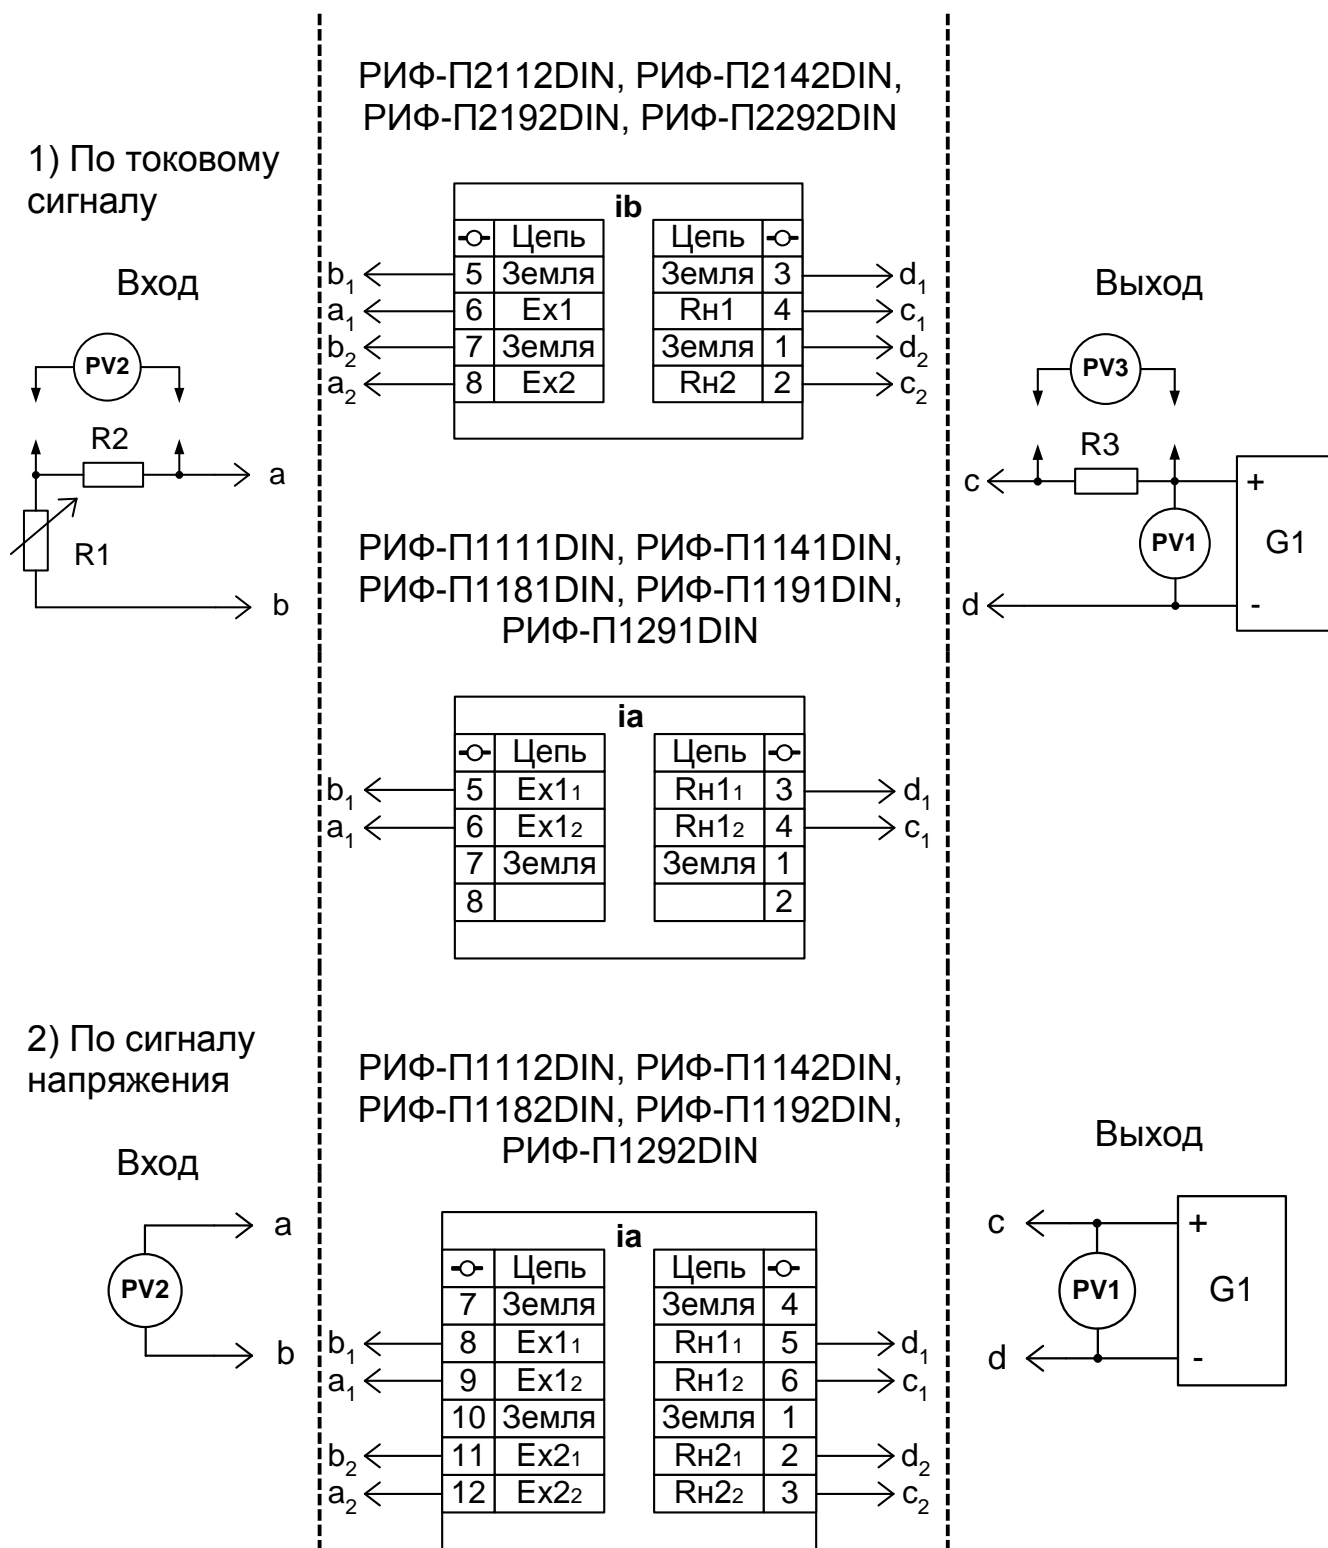 РИФ-П2112DIN, РИФ-П2142DIN,
РИФ-П2192DIN, РИФ-П2292DIN
1) По токовому
сигналу
Вход
PV2
R2
a
R1
b
ib
Цепь Цепь
b1 5 Земля Земля 3 d1
a1 6 Ex1 Rн1 4 c1
b2 7 Земля Земля 1 d2
a2 8 Ex2 Rн2 2 c2
Выход
PV3
R3
c +
PV1 G1
d -
РИФ-П1111DIN, РИФ-П1141DIN,
РИФ-П1181DIN, РИФ-П1191DIN,
РИФ-П1291DIN
ia
Цепь Цепь
b1 5 Ex11 Rн11 3 d1
a1 6 Ex12 Rн12 4 c1
7 Земля Земля 1
8 2
2) По сигналу
напряжения
Вход
a
PV2
b
РИФ-П1112DIN, РИФ-П1142DIN,
РИФ-П1182DIN, РИФ-П1192DIN,
РИФ-П1292DIN
ia
Цепь Цепь
7 Земля Земля 4
b1 8 Ex11 Rн11 5 d1
a1 9 Ex12 Rн12 6 c1
10 Земля Земля 1
b2 11 Ex21 Rн21 2 d2
a2 12 Ex22 Rн22 3 c2
Выход
c +
PV1 G1
d -